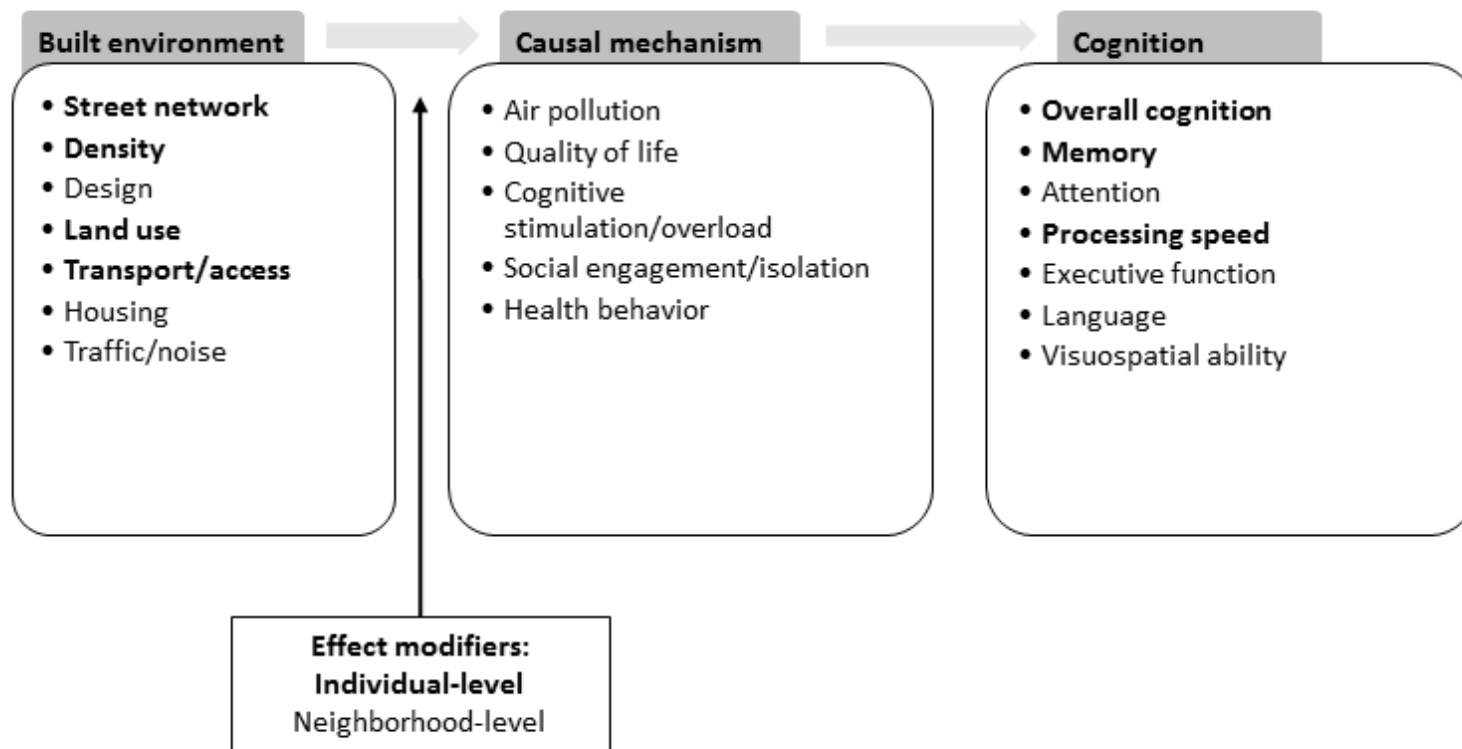 Built environment
Causal mechanism
Cognition
• Street network
• Density
• Design
• Land use
• Transport/access
• Housing
• Traffic/noise
• Air pollution
• Quality of life
• Cognitive
stimulation/overload
• Social engagement/isolation
• Health behavior
• Overall cognition
• Memory
• Attention
• Processing speed
• Executive function
• Language
• Visuospatial ability
Effect modifiers:
Individual-level
Neighborhood-level